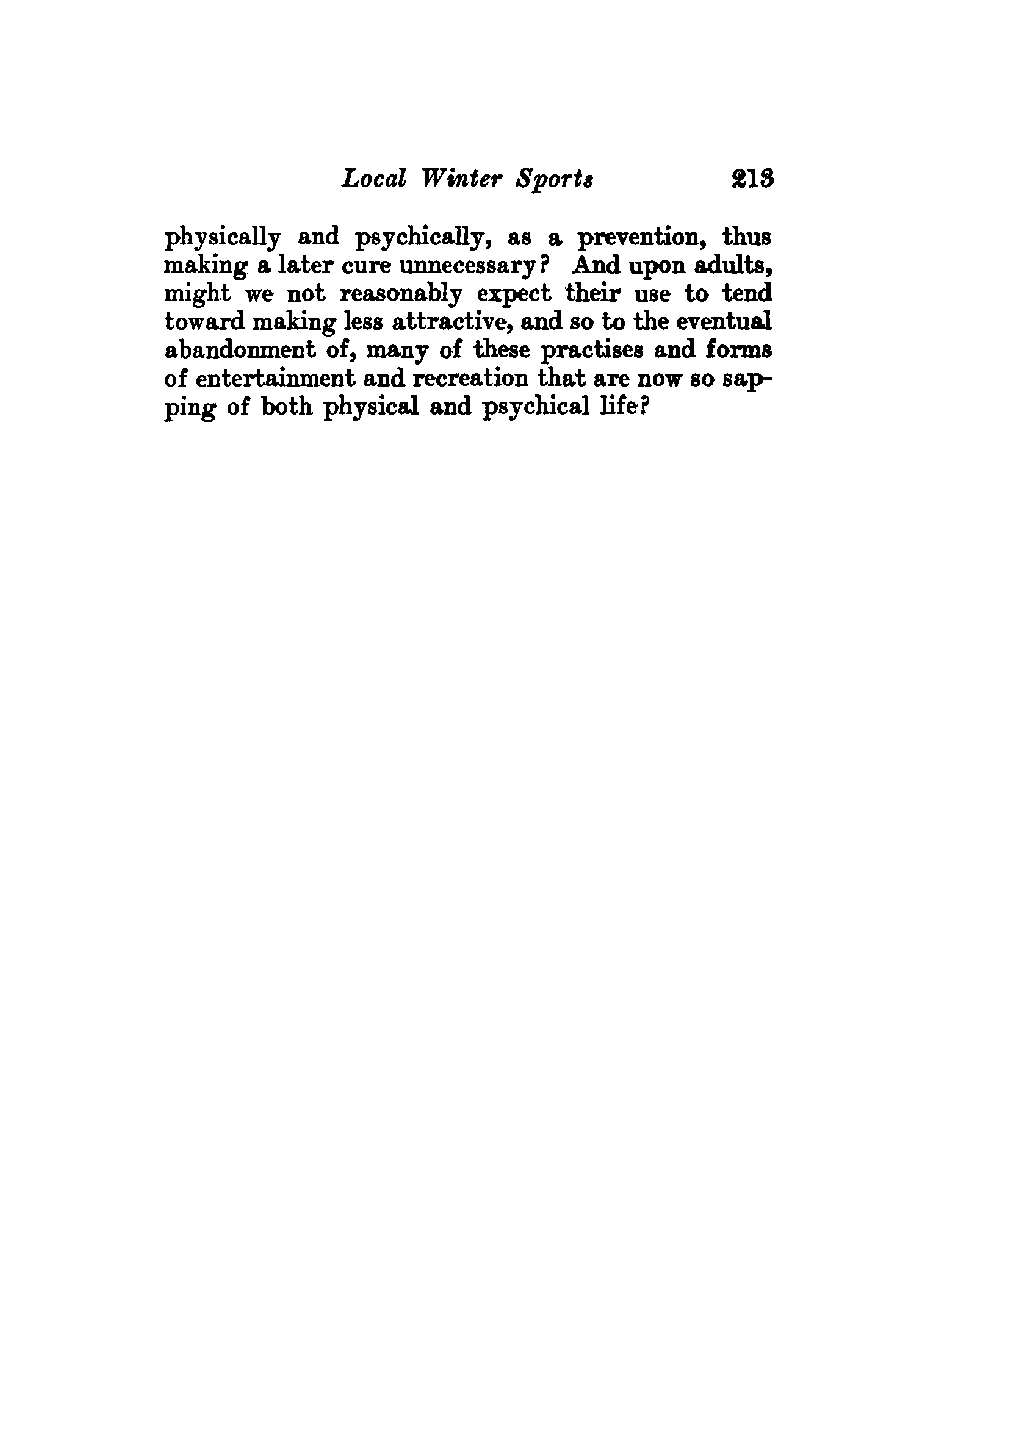 Local Winter Sports 213
physically and psychically, as a prevention, thus
making a later cure unnecessary? And upon adults,
might we not reasonably expect their use to tend
toward making less attractive, and so to the eventual
abandonment of, many of these practises and forms
of entertainment and recreation that are now so sap-
ping of both physical and psychical life?